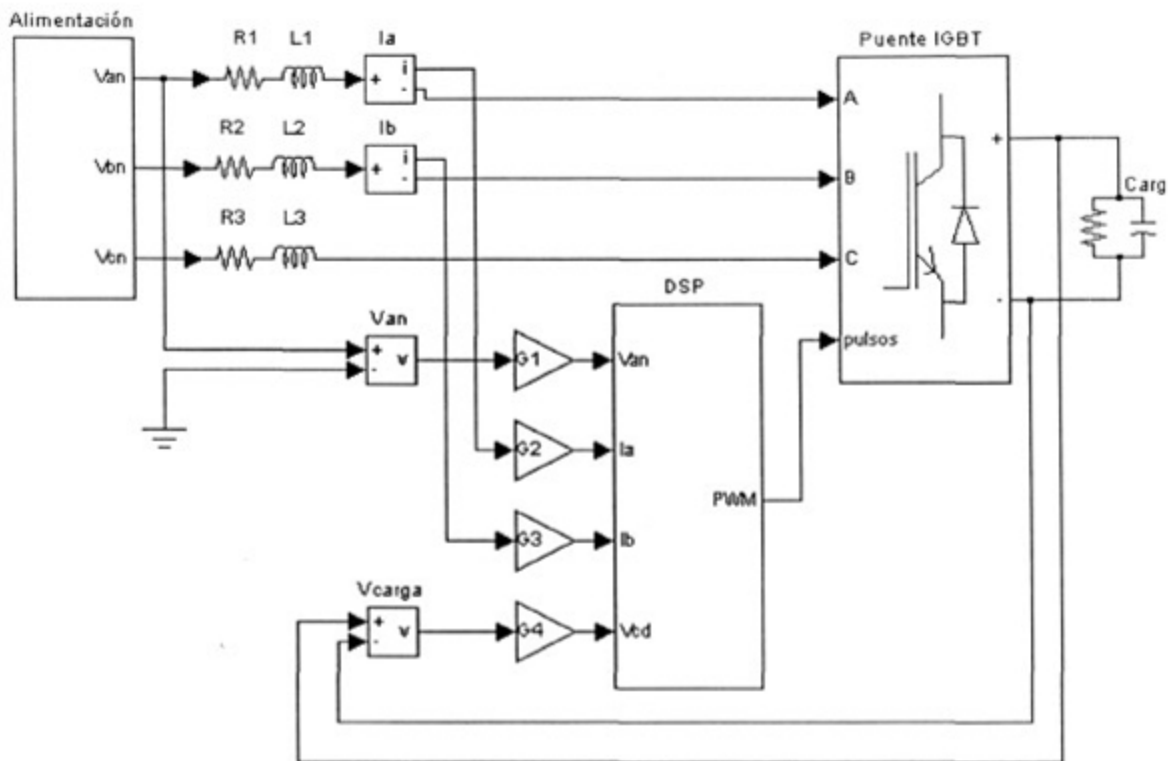 Alimentación
R1 L1 Ia
Puente IGBT
Van
+ i
-
A
R2 L2 Ib
Vbn
+ i
-
B
+
Carg
R3 L3
Vcn
C
DSP
-
Van
+
-
v
G1
Van
pulsos
G2
Ia
PWM
G3
Ib
Vcarga
+
-
v
G4
Vcd